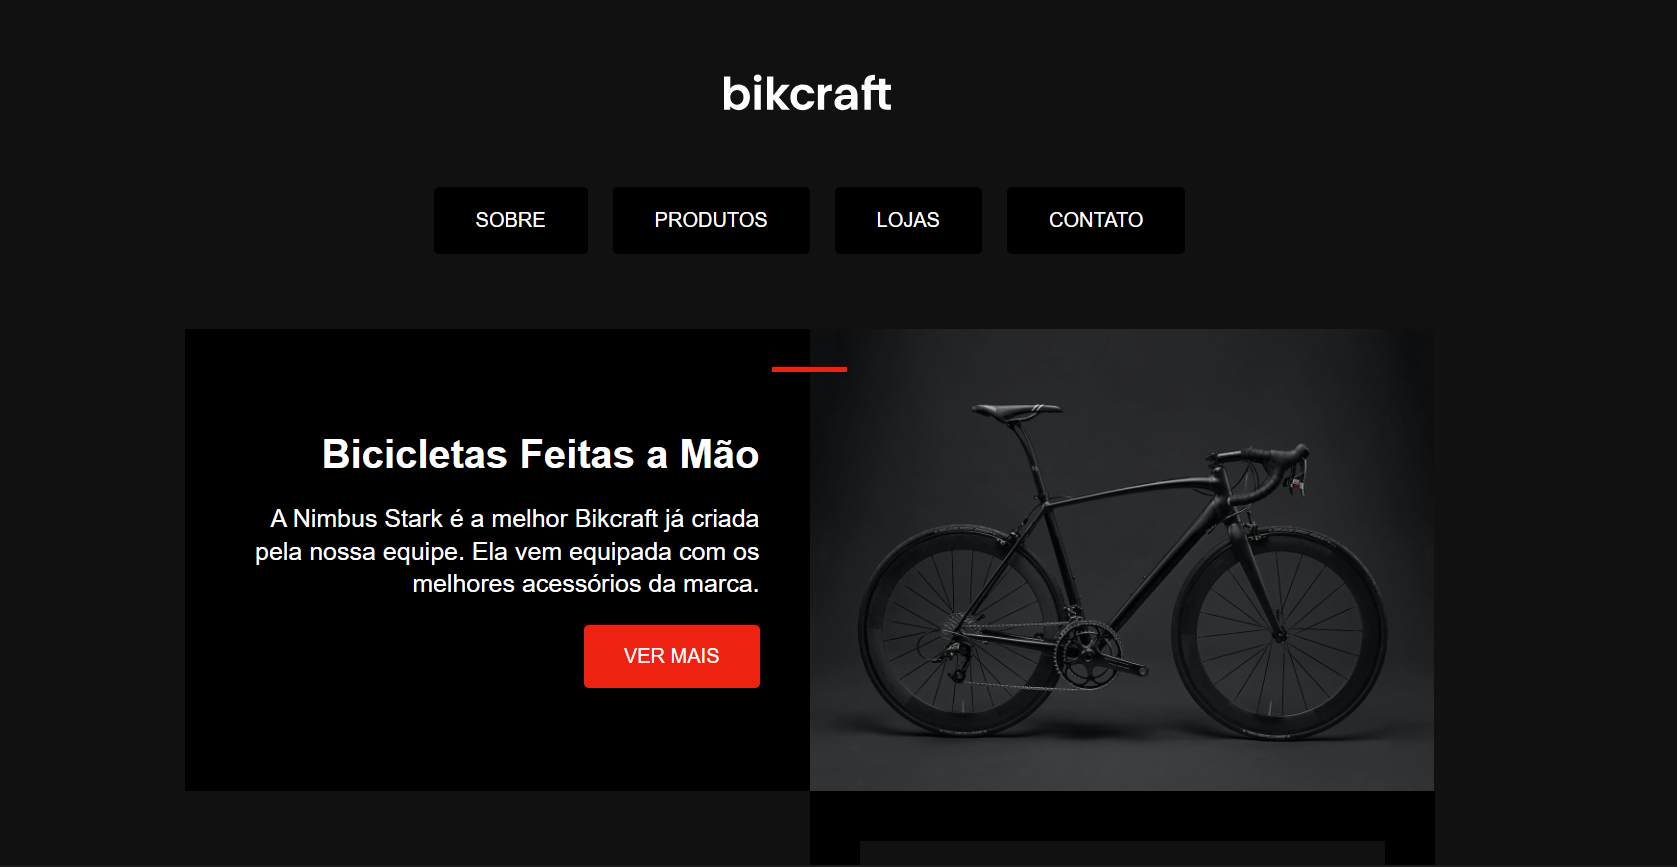 bikcraft
SOBRE PRODUTOS LOJAS CONTATO
Bicicletas Feitas a Mão
A Nimbus Stark é a melhor Bikcraft já criada
pela nossa equipe. Ela vem equipada com os
melhores acessórios da marca.
VER MAIS